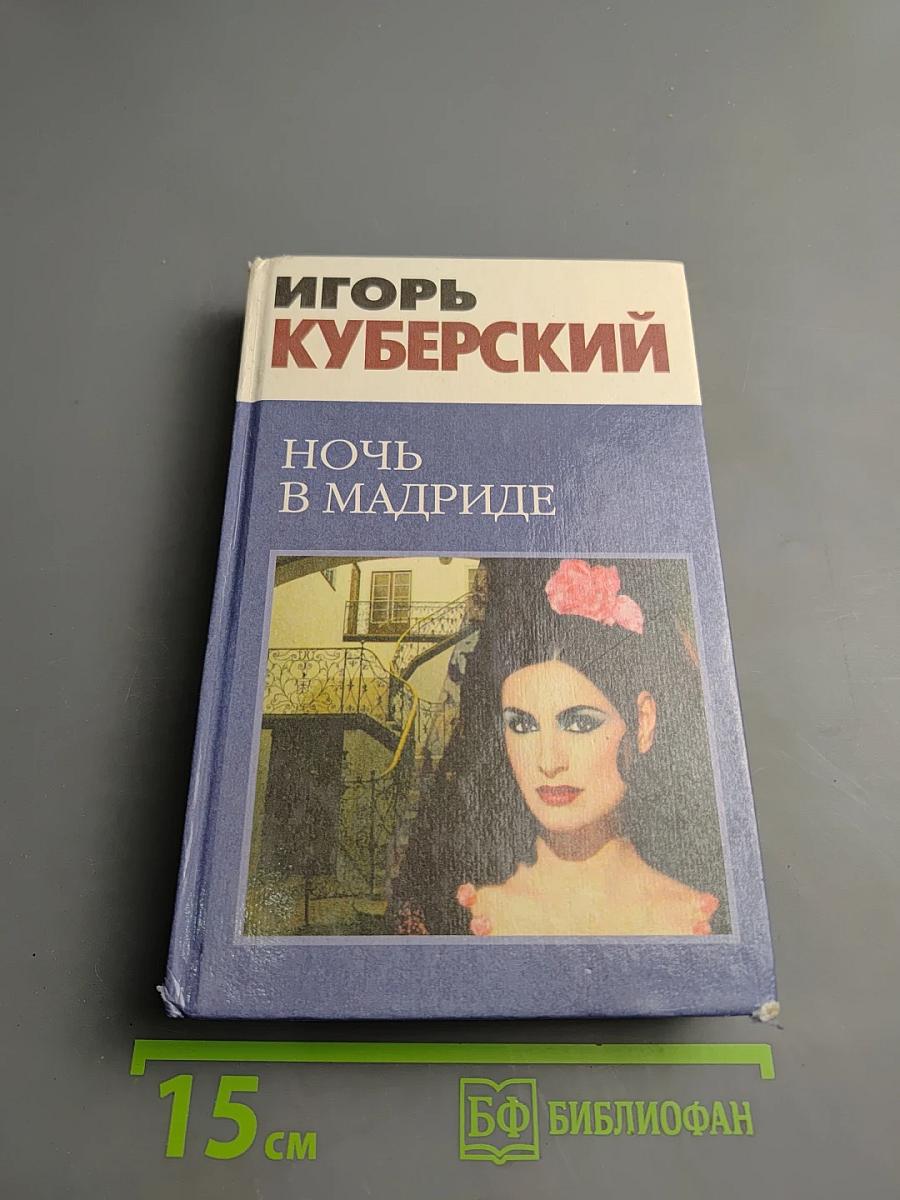 ИГОРЬ
КУБЕРСКИЙ
НОЧЬ
В МАДРИДЕ
15 см
БФ БИБЛИОФАН